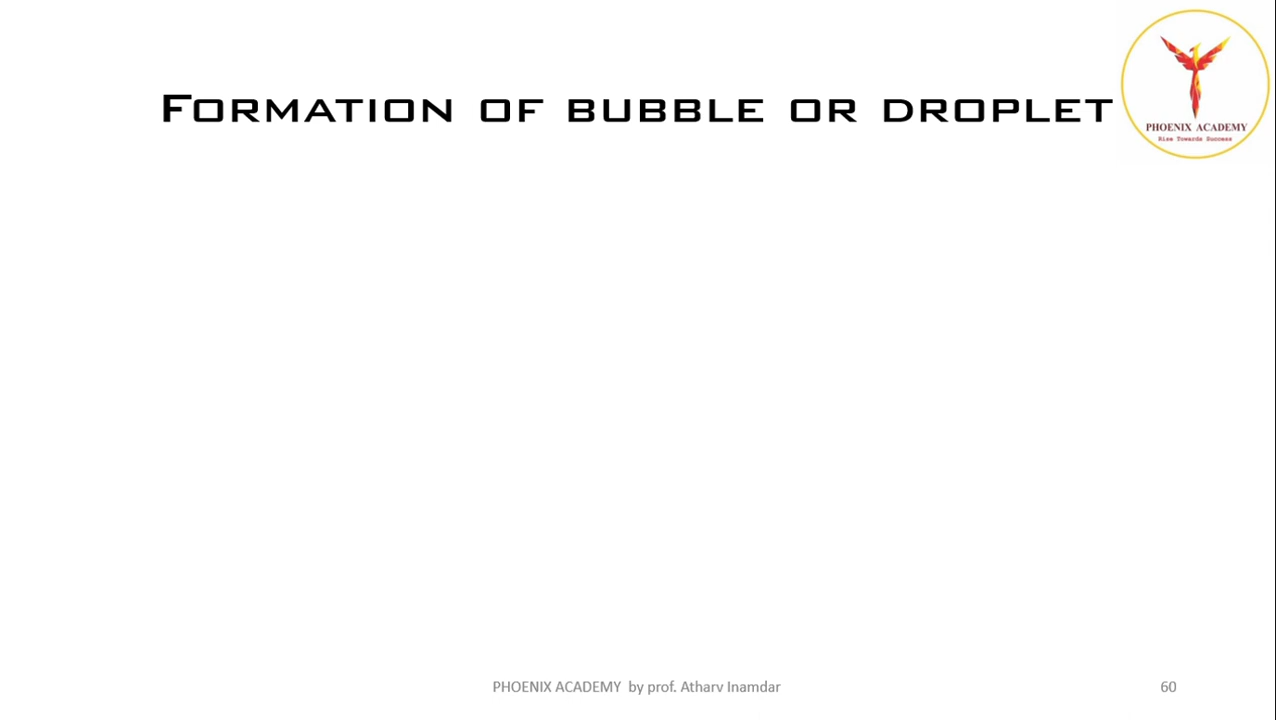 FORMATION OF BUBBLE OR DROPLET
PHOENIX ACADEMY
Rise Towards Success
PHOENIX ACADEMY by prof. Atharv Inamdar
60